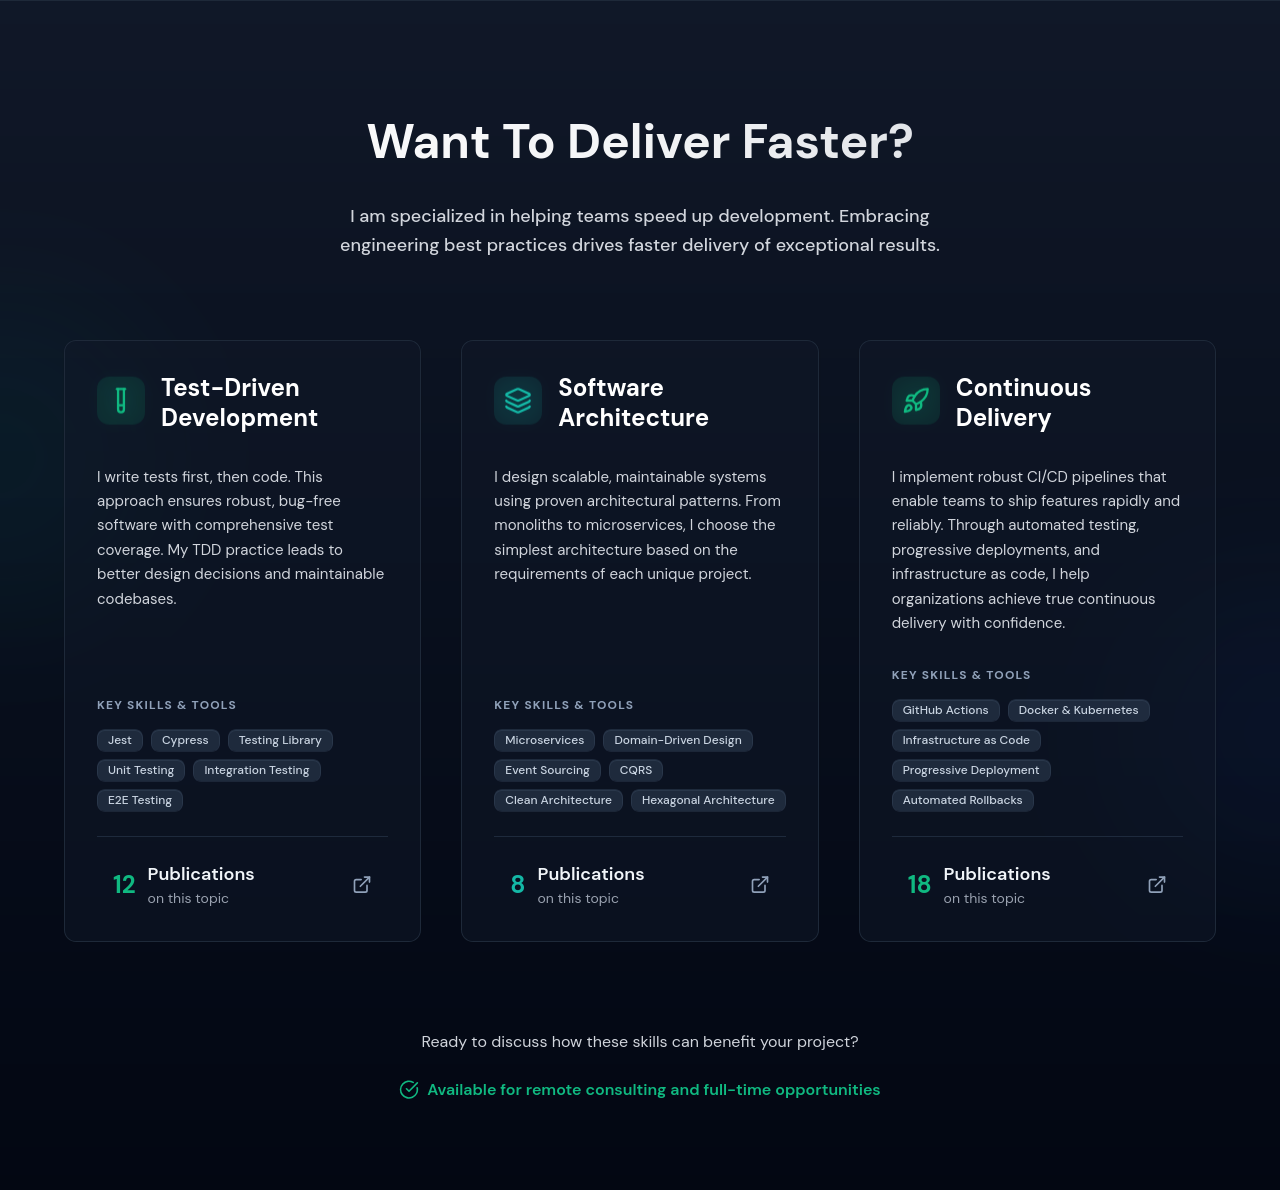 Want To Deliver Faster?
I am specialized in helping teams speed up development. Embracing
engineering best practices drives faster delivery of exceptional results.
Test-Driven
Development
I write tests first, then code. This
approach ensures robust, bug-free
software with comprehensive test
coverage. My TDD practice leads to
better design decisions and maintainable
codebases.
KEY SKILLS & TOOLS
Jest Cypress Testing Library
Unit Testing Integration Testing
E2E Testing
12 Publications
on this topic
Software
Architecture
I design scalable, maintainable systems
using proven architectural patterns. From
monoliths to microservices, I choose the
simplest architecture based on the
requirements of each unique project.
KEY SKILLS & TOOLS
Microservices Domain-Driven Design
Event Sourcing CQRS
Clean Architecture Hexagonal Architecture
8 Publications
on this topic
Continuous
Delivery
I implement robust CI/CD pipelines that
enable teams to ship features rapidly and
reliably. Through automated testing,
progressive deployments, and
infrastructure as code, I help
organizations achieve true continuous
delivery with confidence.
KEY SKILLS & TOOLS
GitHub Actions Docker & Kubernetes
Infrastructure as Code
Progressive Deployment
Automated Rollbacks
18 Publications
on this topic
Ready to discuss how these skills can benefit your project?
Available for remote consulting and full-time opportunities